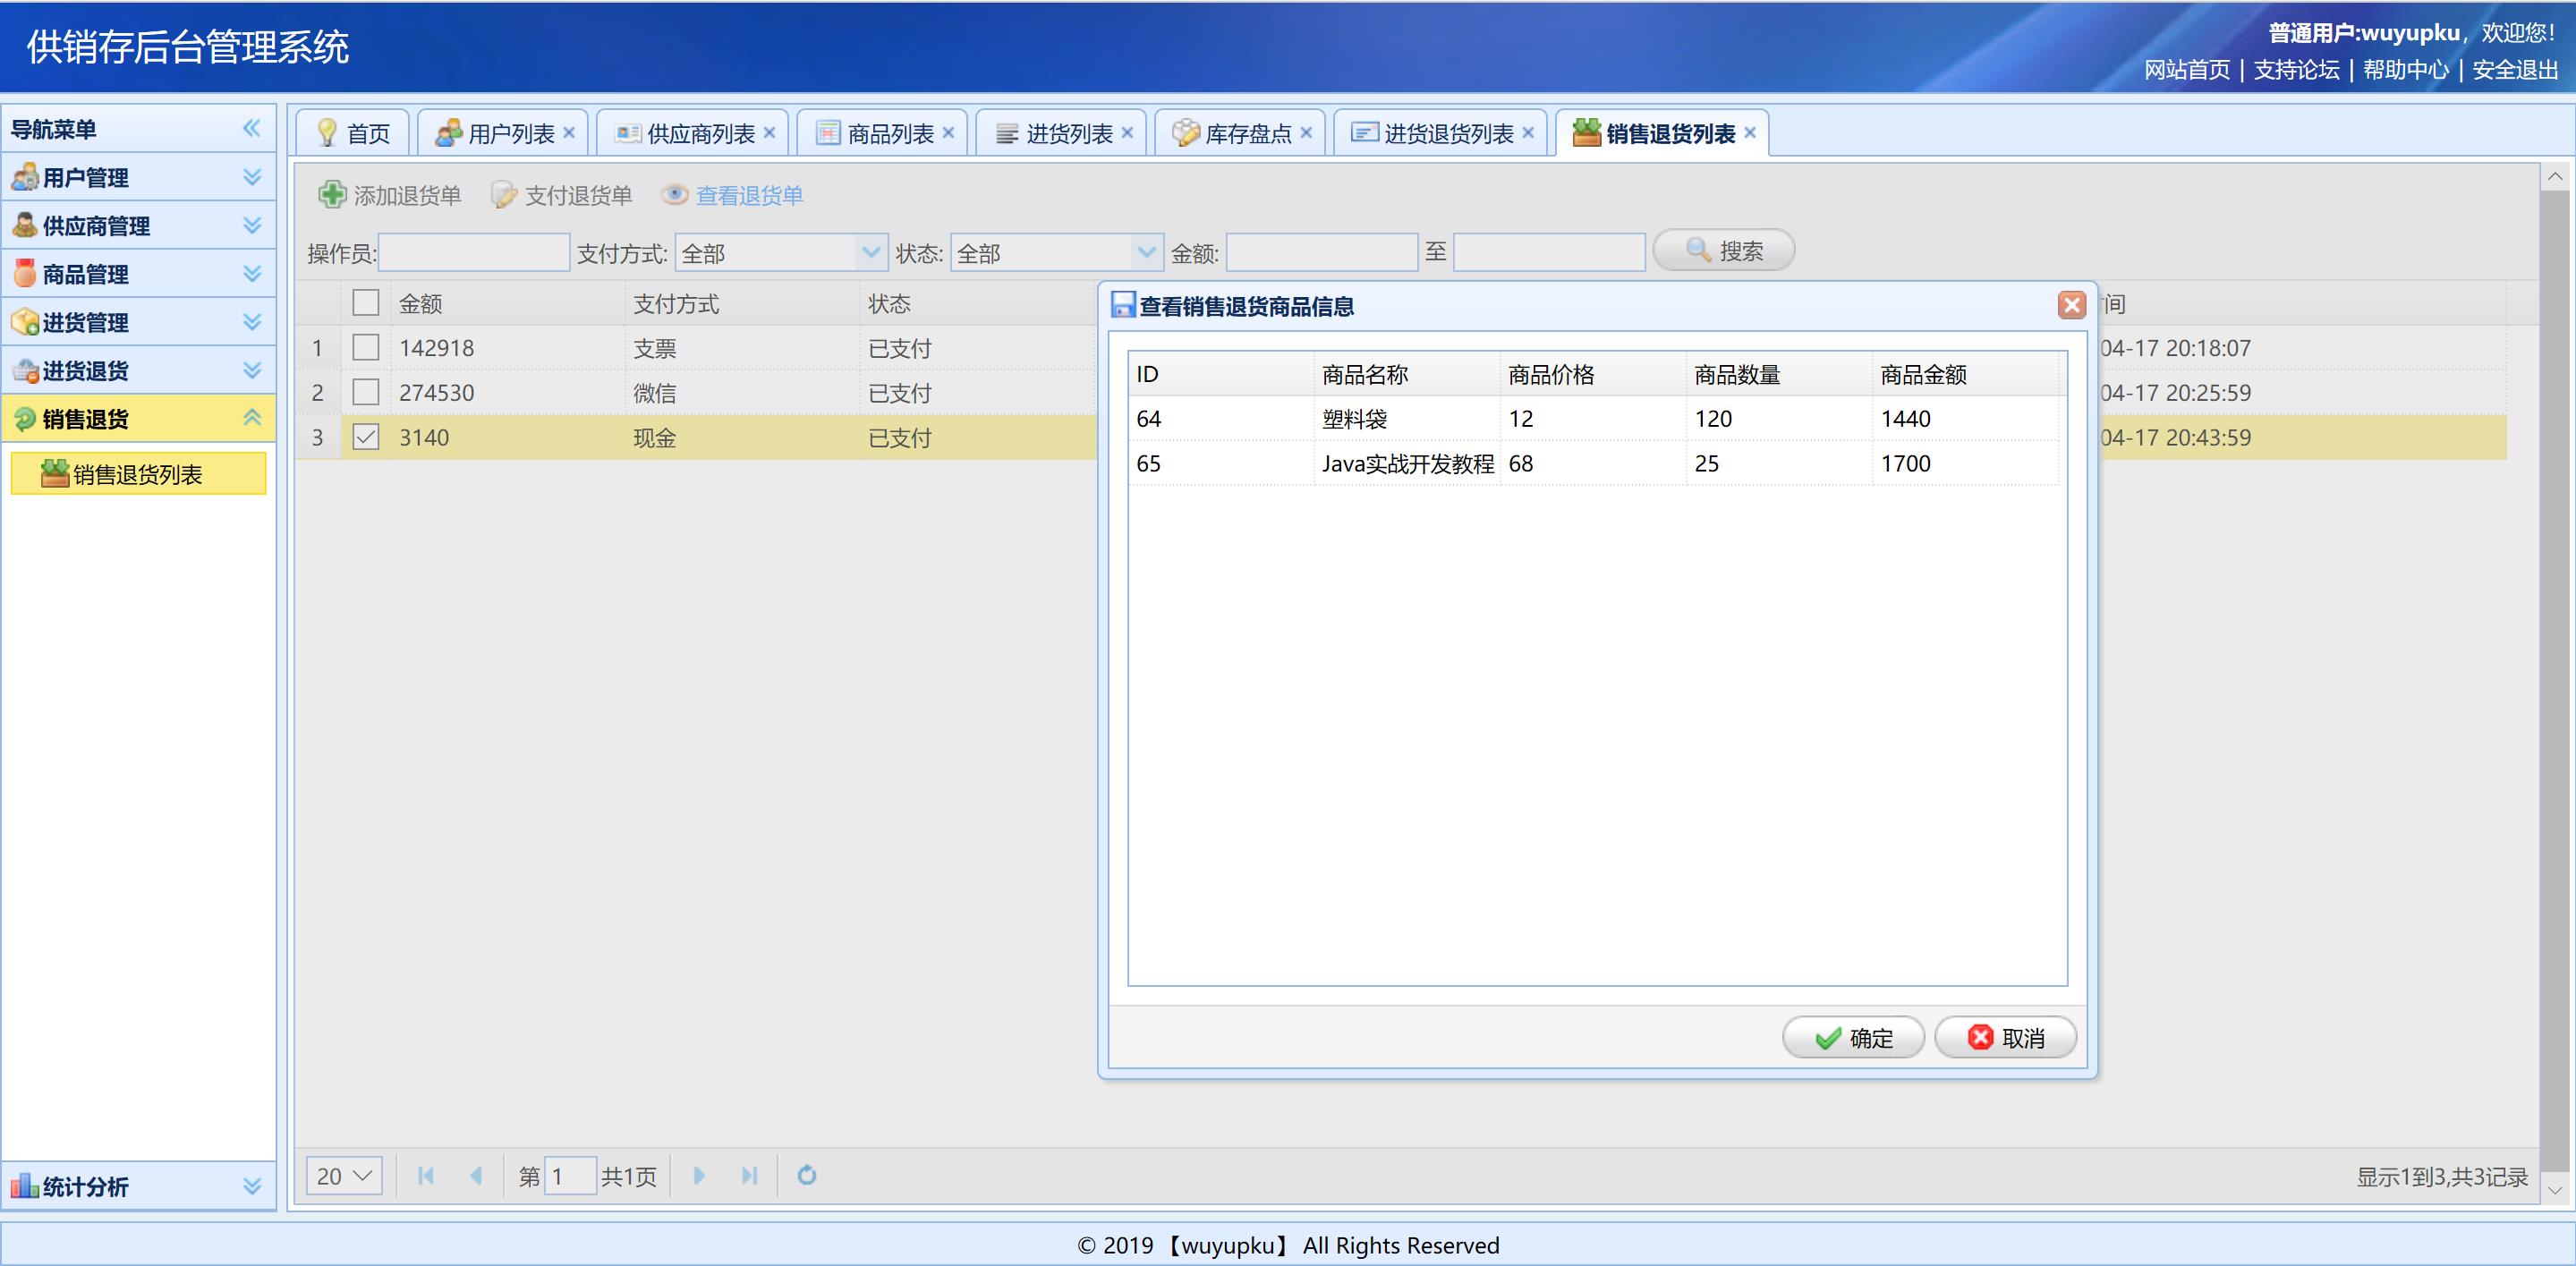 供销存后台管理系统
普通用户:wuyupku，欢迎您！
网站首页 | 支持论坛 | 帮助中心 | 安全退出
导航菜单
首页 用户列表 供应商列表 商品列表 进货列表 库存盘点 进货退货列表 销售退货列表
用户管理
供应商管理
商品管理
进货管理
进货退货
销售退货
销售退货列表
统计分析
添加退货单 支付退货单 查看退货单
操作员: 支付方式: 全部 状态: 全部 金额: 至 搜索
金额 支付方式 状态 间
1 142918 支票 已支付 04-17 20:18:07
2 274530 微信 已支付 04-17 20:25:59
3 3140 现金 已支付 04-17 20:43:59
查看销售退货商品信息
ID 商品名称 商品价格 商品数量 商品金额
64 塑料袋 12 120 1440
65 Java实战开发教程 68 25 1700
确定 取消
20 第 1 共1页
显示1到3,共3记录
© 2019 【wuyupku】 All Rights Reserved